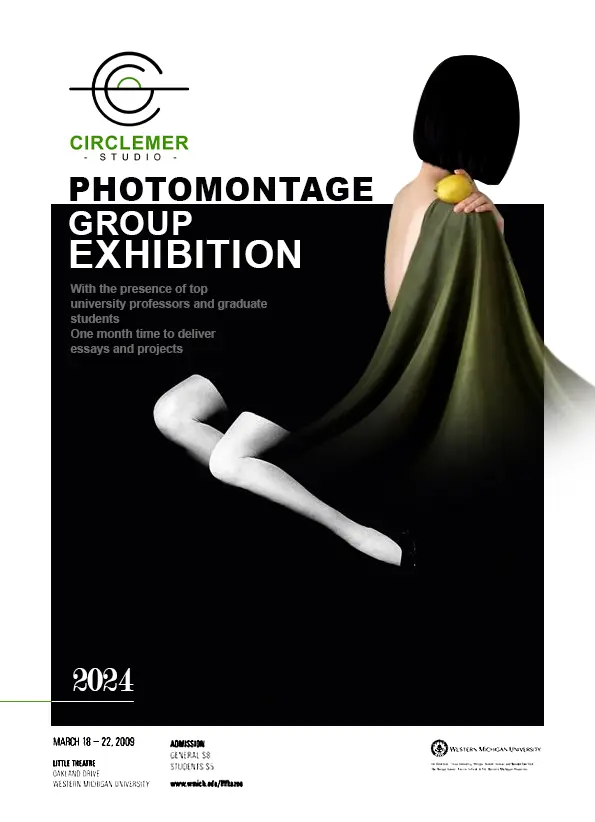 CIRCLEMER
- STUDIO -
PHOTOMONTAGE
GROUP
EXHIBITION
With the presence of top
university professors and graduate
students
One month time to deliver
essays and projects
2024
MARCH 18 – 22, 2009
LITTLE THEATRE
OAKLAND DRIVE
WESTERN MICHIGAN UNIVERSITY
ADMISSION
GENERAL $8
STUDENTS $5
WESTERN MICHIGAN UNIVERSITY